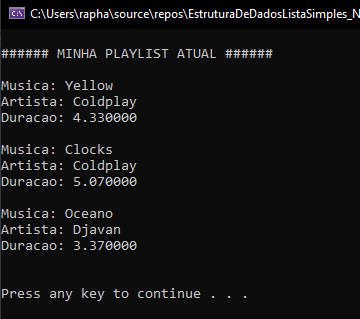 C:\Users\rapha\source\repos\EstruturaDeDadosListaSimples_N
###### MINHA PLAYLIST ATUAL ######
Musica: Yellow
Artista: Coldplay
Duracao: 4.330000
Musica: Clocks
Artista: Coldplay
Duracao: 5.070000
Musica: Oceano
Artista: Djavan
Duracao: 3.370000
Press any key to continue . . .